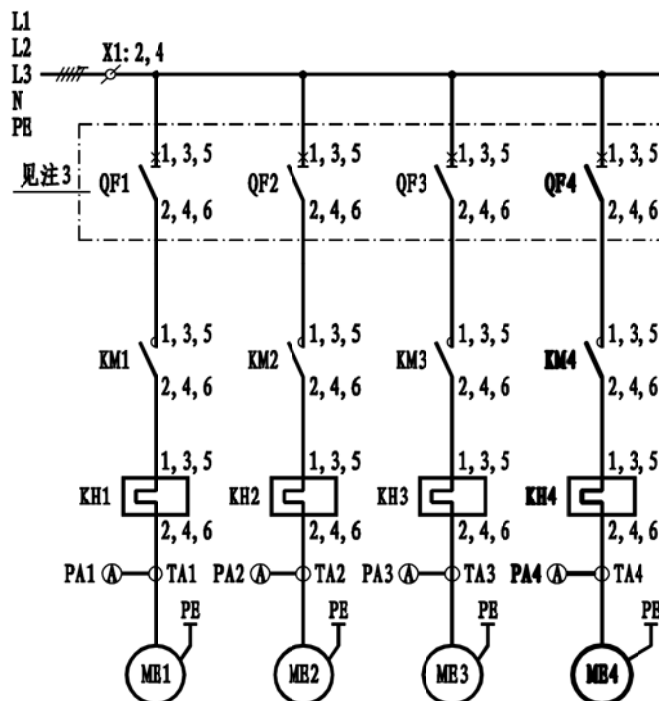 L1
L2
L3
N
PE
X1: 2, 4
见注3
QF1
1, 3, 5
2, 4, 6
QF2
1, 3, 5
2, 4, 6
QF3
1, 3, 5
2, 4, 6
QF4
1, 3, 5
2, 4, 6
KM1
1, 3, 5
2, 4, 6
KM2
1, 3, 5
2, 4, 6
KM3
1, 3, 5
2, 4, 6
KM4
1, 3, 5
2, 4, 6
KH1
1, 3, 5
2, 4, 6
KH2
1, 3, 5
2, 4, 6
KH3
1, 3, 5
2, 4, 6
KH4
1, 3, 5
2, 4, 6
PA1 A TA1
PA2 A TA2
PA3 A TA3
PA4 A TA4
PE
PE
PE
PE
ME1
ME2
ME3
ME4